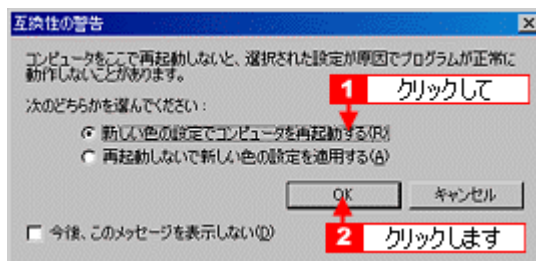 互換性の警告
コンピュータをここで再起動しないと、選択された設定が原因でプログラムが正常に
動作しないことがあります。
1 クリックして
次のどちらかを選んでください：
新しい色の設定でコンピュータを再起動する(R)
再起動しないで新しい色の設定を適用する(A)
OK キャンセル
今後、このメッセージを表示しない(D)
2 クリックします